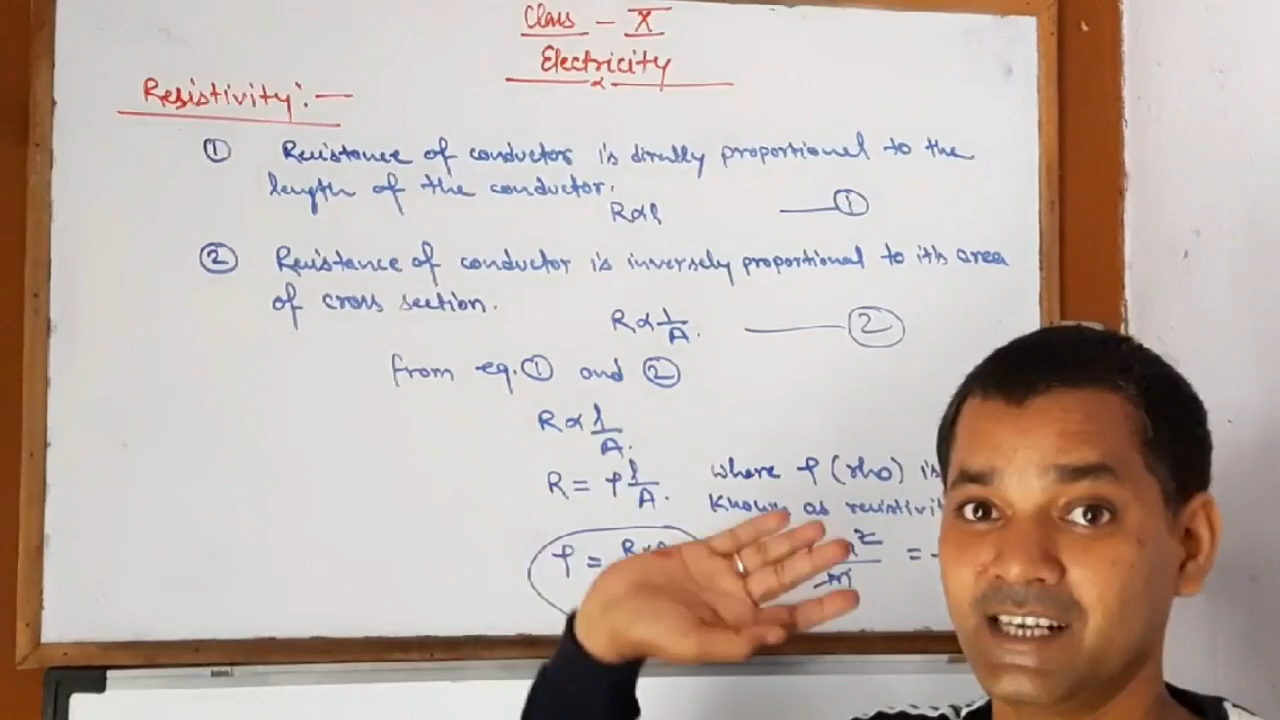 Class - X
Electricity
Resistivity:-
① Resistance of conductor is directly proportional to the
length of the conductor.
R∝l —①
② Resistance of conductor is inversely proportional to it's area
of cross section.
R∝1/A. —②
from eq.① and ②
R∝l/A.
R=ρl/A. where ρ (rho) is
known as
ρ =